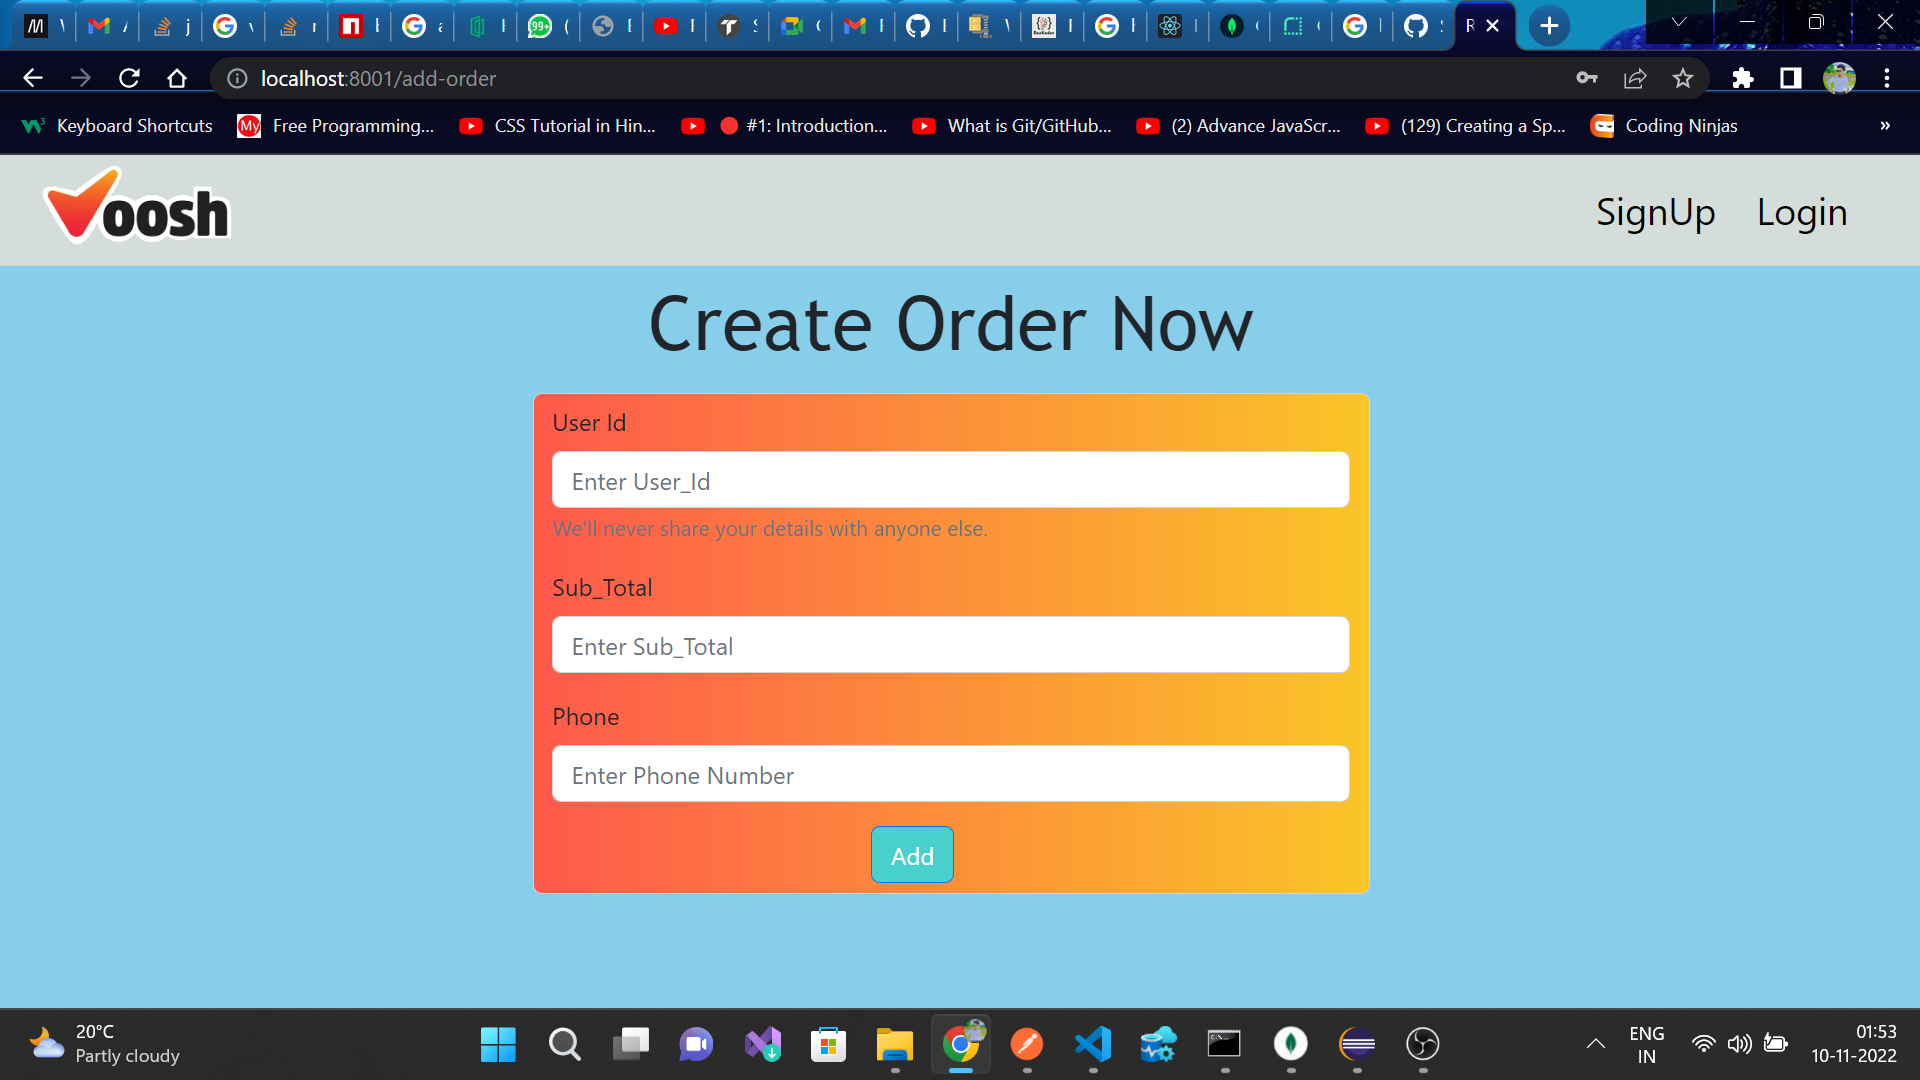 localhost:8001/add-order
Keyboard Shortcuts
My
Free Programming...
CSS Tutorial in Hin...
#1: Introduction...
What is Git/GitHub...
(2) Advance JavaScr...
(129) Creating a Sp...
Coding Ninjas
»
Voosh
SignUp
Login
Create Order Now
User Id
Enter User_Id
We'll never share your details with anyone else.
Sub_Total
Enter Sub_Total
Phone
Enter Phone Number
Add
20°C
Partly cloudy
ENG
IN
01:53
10-11-2022